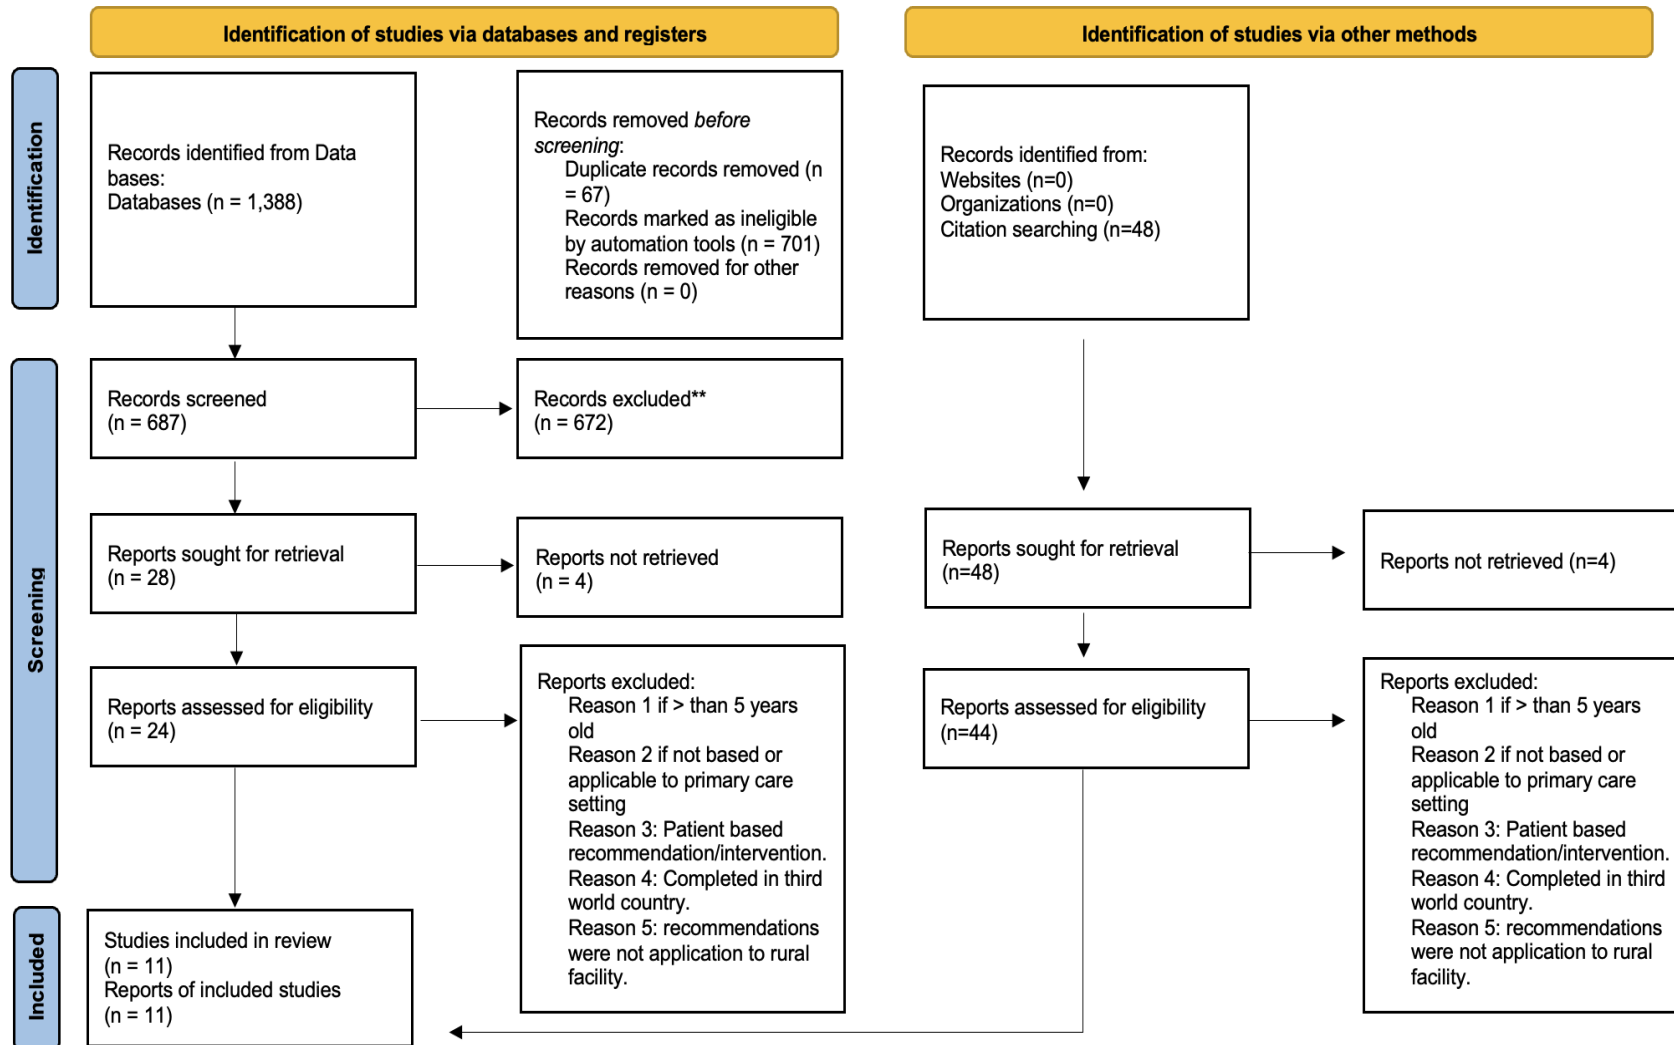 Identification of studies via databases and registers
Identification of studies via other methods
Identification
Records identified from Data
bases:
Databases (n = 1,388)
Records removed before
screening:
Duplicate records removed (n
= 67)
Records marked as ineligible
by automation tools (n = 701)
Records removed for other
reasons (n = 0)
Records identified from:
Websites (n=0)
Organizations (n=0)
Citation searching (n=48)
Screening
Records screened
(n = 687)
Records excluded**
(n = 672)
Reports sought for retrieval
(n = 28)
Reports not retrieved
(n = 4)
Reports sought for retrieval
(n=48)
Reports not retrieved (n=4)
Reports assessed for eligibility
(n = 24)
Reports excluded:
Reason 1 if > than 5 years
old
Reason 2 if not based or
applicable to primary care
setting
Reason 3: Patient based
recommendation/intervention.
Reason 4: Completed in third
world country.
Reason 5: recommendations
were not application to rural
facility.
Reports assessed for eligibility
(n=44)
Reports excluded:
Reason 1 if > than 5 years
old
Reason 2 if not based or
applicable to primary care
setting
Reason 3: Patient based
recommendation/intervention.
Reason 4: Completed in third
world country.
Reason 5: recommendations
were not application to rural
facility.
Included
Studies included in review
(n = 11)
Reports of included studies
(n = 11)